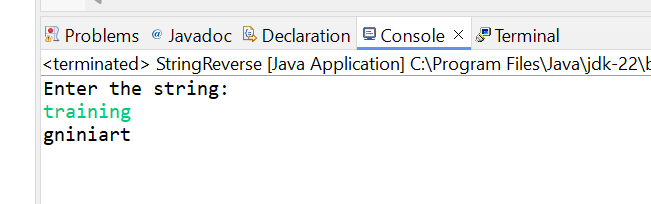 Problems @ Javadoc Declaration Console × Terminal
<terminated> StringReverse [Java Application] C:\Program Files\Java\jdk-22\b
Enter the string:
training
gniniart